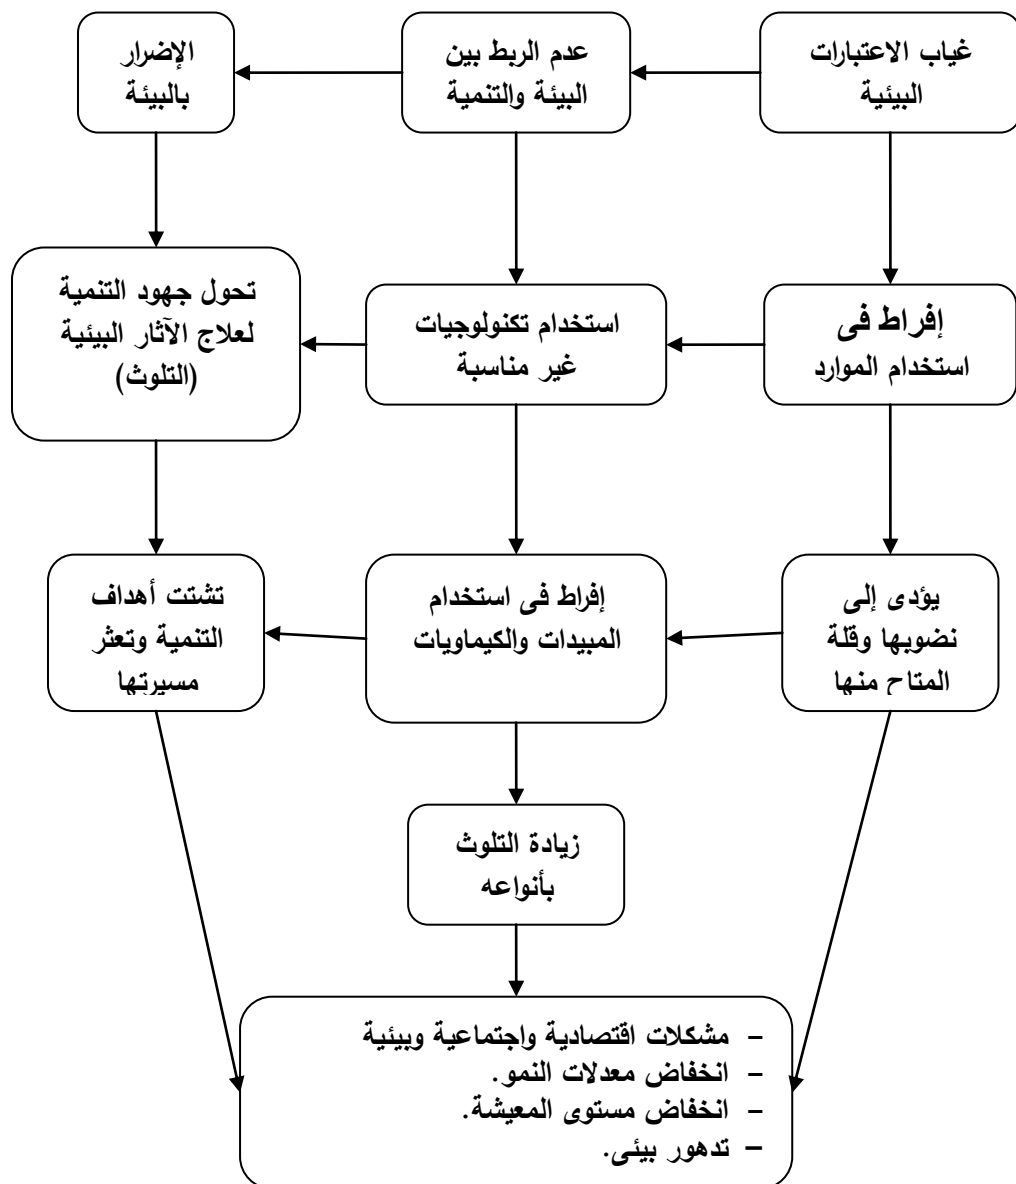 غياب الاعتبارات
البيئية
عدم الربط بين
البيئة والتنمية
الإضرار
بالبيئة
إفراط فى
استخدام الموارد
استخدام تكنولوجيات
غير مناسبة
تحول جهود التنمية
لعلاج الآثار البيئية
(التلوث)
يؤدى إلى
نضوبها وقلة
المتاح منها
إفراط فى استخدام
المبيدات والكيماويات
تشتت أهداف
التنمية وتعثر
مسيرتها
زيادة التلوث
بأنواعه
– مشكلات اقتصادية واجتماعية وبيئية
– انخفاض معدلات النمو.
– انخفاض مستوى المعيشة.
– تدهور بيئى.